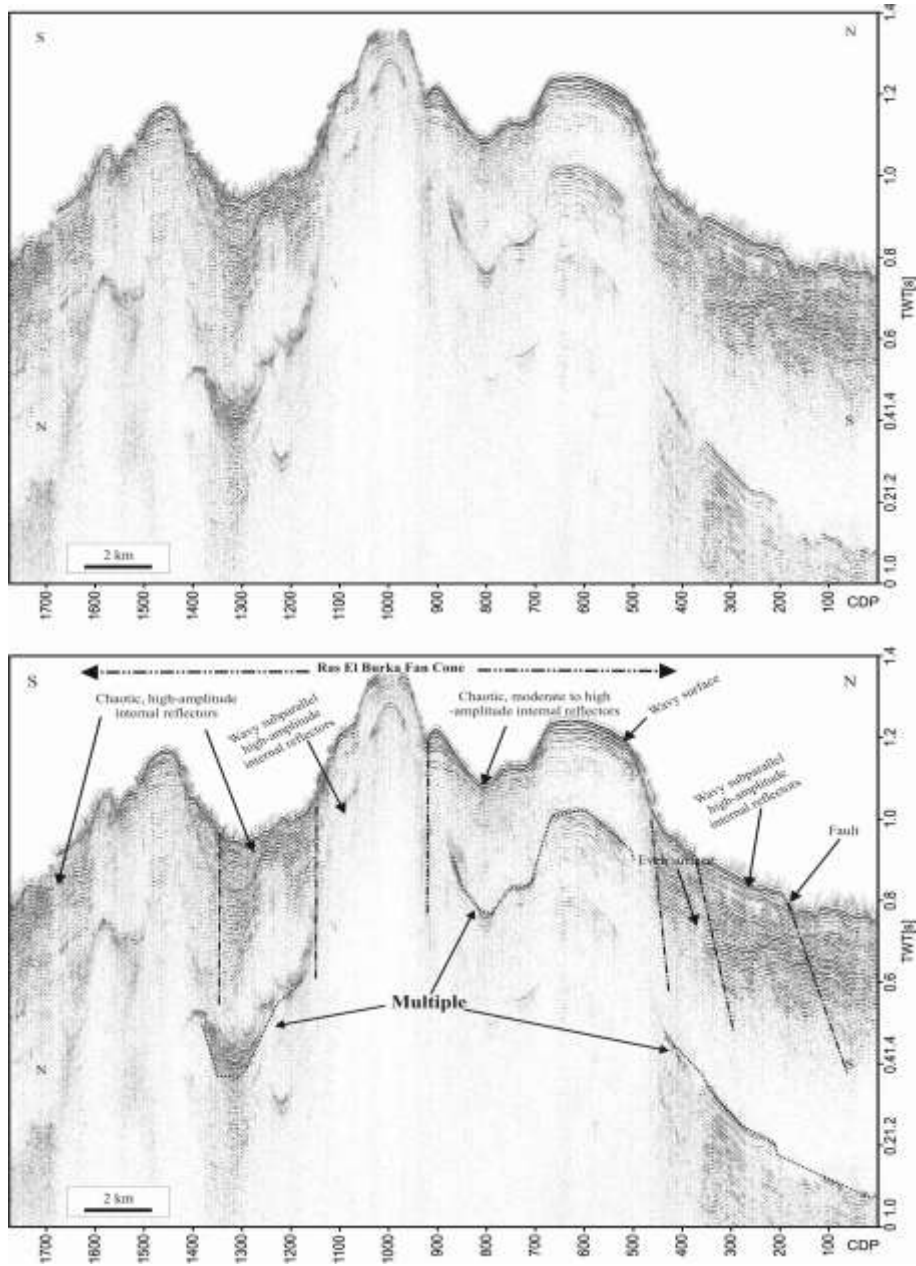 S
N
1.4
1.2
1.0
0.8
TWT[s]
0.6
0.41.4
N
S
0.21.2
2 km
0 1.0
1700
1600
1500
1400
1300
1200
1100
1000
900
800
700
600
500
400
300
200
100
CDP
Ras El Burka Fan Cone
S
N
1.4
Chaotic, high-amplitude
internal reflectors
Wavy subparallel
high-amplitude
internal reflectors
Chaotic, moderate to high
-amplitude internal reflectors
Wavy surface
1.2
Wavy subparallel
high-amplitude
internal reflectors
Fault
1.0
Even surface
0.8
TWT[s]
0.6
Multiple
0.41.4
N
0.21.2
2 km
0 1.0
1700
1600
1500
1400
1300
1200
1100
1000
900
800
700
600
500
400
300
200
100
CDP